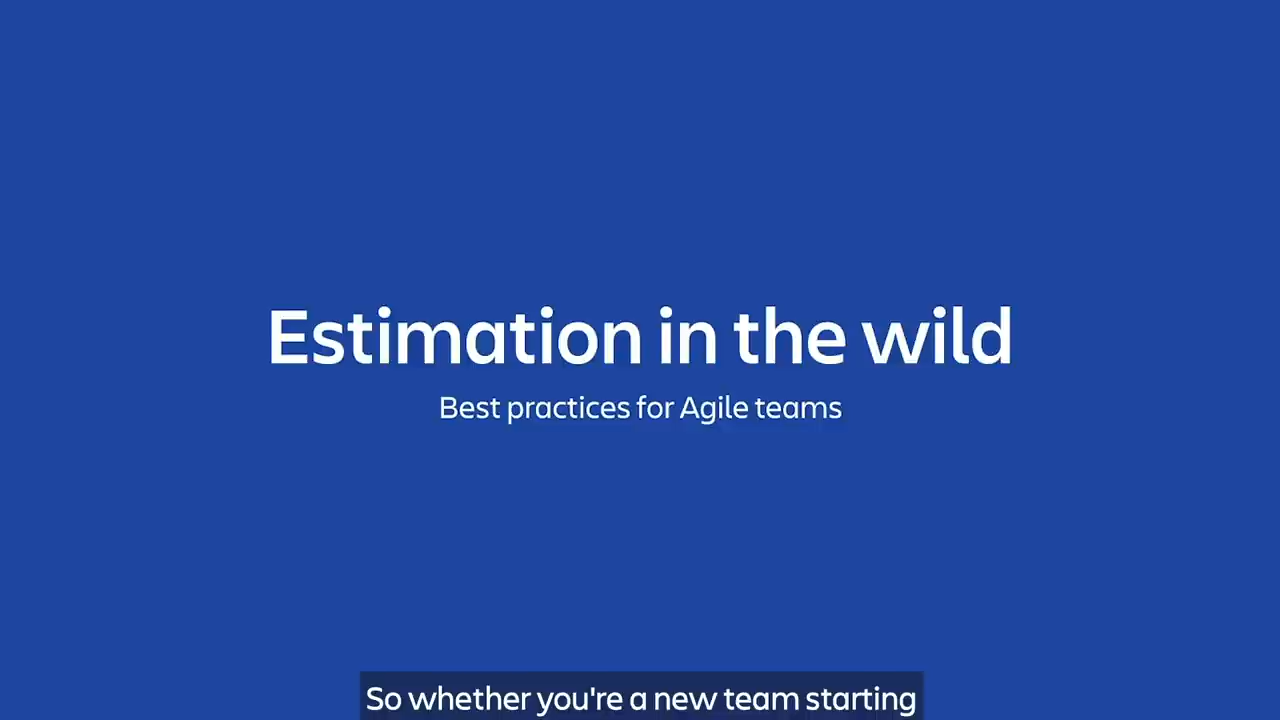 Estimation in the wild
Best practices for Agile teams
So whether you're a new team starting